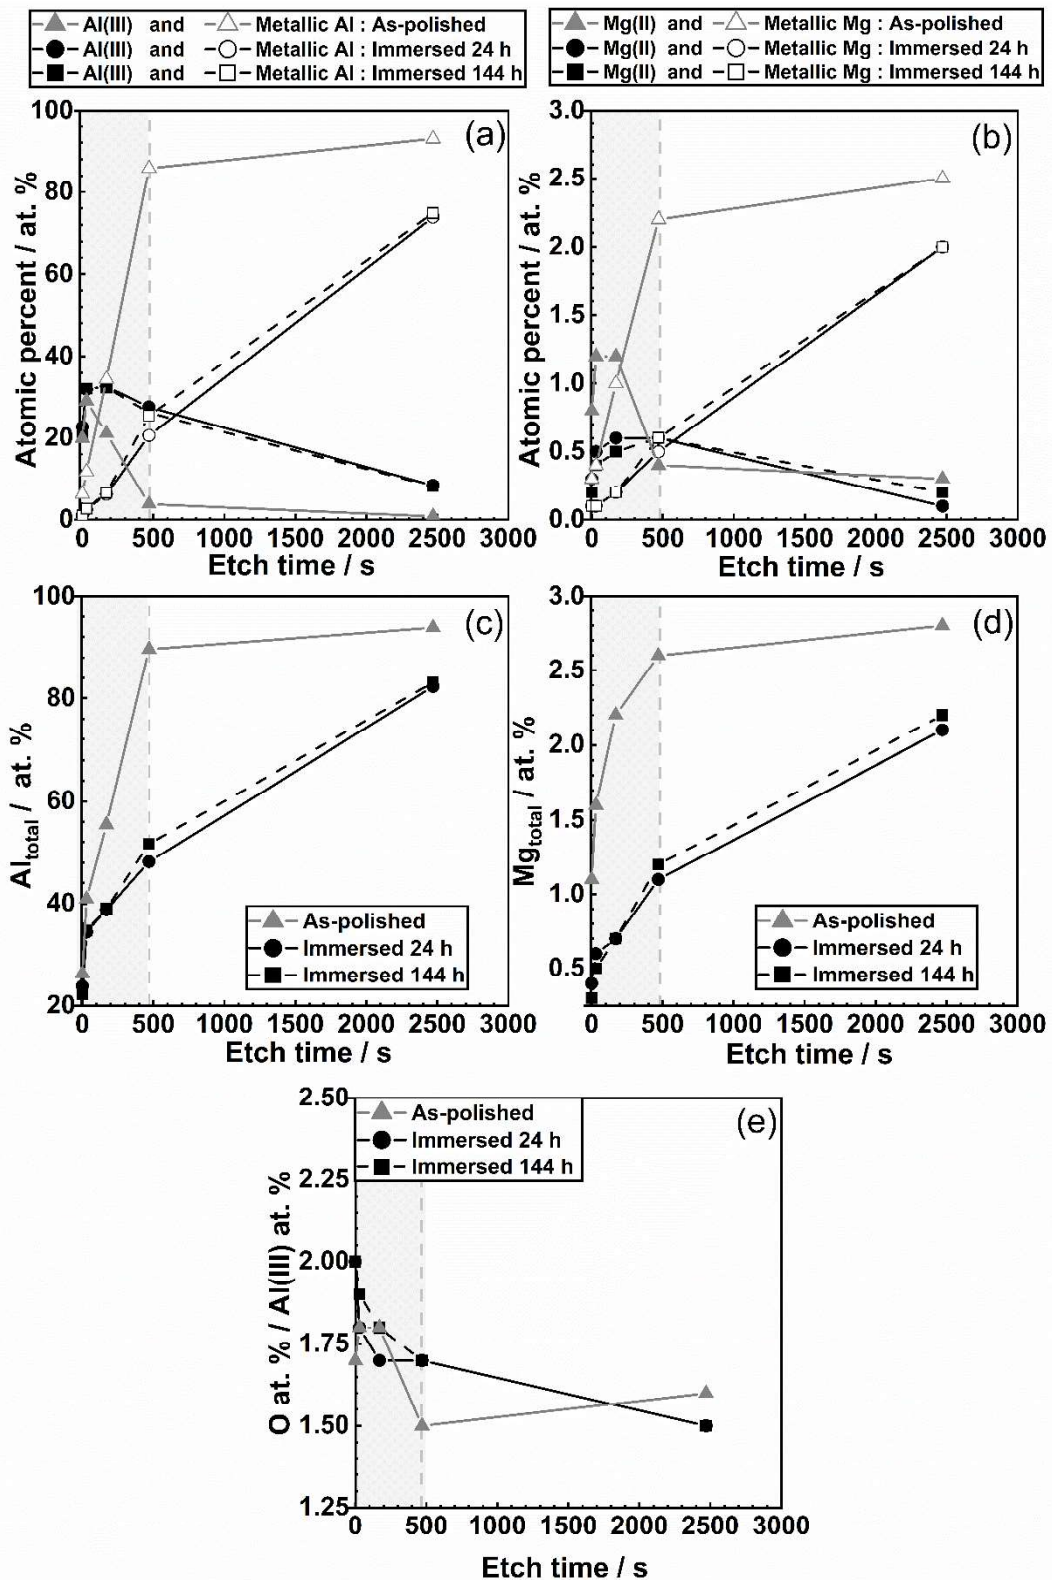 Al(III) and Metallic Al : As-polished
Al(III) and Metallic Al : Immersed 24 h
Al(III) and Metallic Al : Immersed 144 h
Mg(II) and Metallic Mg : As-polished
Mg(II) and Metallic Mg : Immersed 24 h
Mg(II) and Metallic Mg : Immersed 144 h
(a)
Atomic percent / at. %
100
80
60
40
20
0
0 500 1000 1500 2000 2500 3000
Etch time / s
(b)
Atomic percent / at. %
3.0
2.5
2.0
1.5
1.0
0.5
0.0
0 500 1000 1500 2000 2500 3000
Etch time / s
(c)
Al_total / at. %
100
80
60
40
20
As-polished
Immersed 24 h
Immersed 144 h
0 500 1000 1500 2000 2500 3000
Etch time / s
(d)
Mg_total / at. %
3.0
2.5
2.0
1.5
1.0
0.5
As-polished
Immersed 24 h
Immersed 144 h
0 500 1000 1500 2000 2500 3000
Etch time / s
(e)
O at. % / Al(III) at. %
2.50
2.25
2.00
1.75
1.50
1.25
As-polished
Immersed 24 h
Immersed 144 h
0 500 1000 1500 2000 2500 3000
Etch time / s